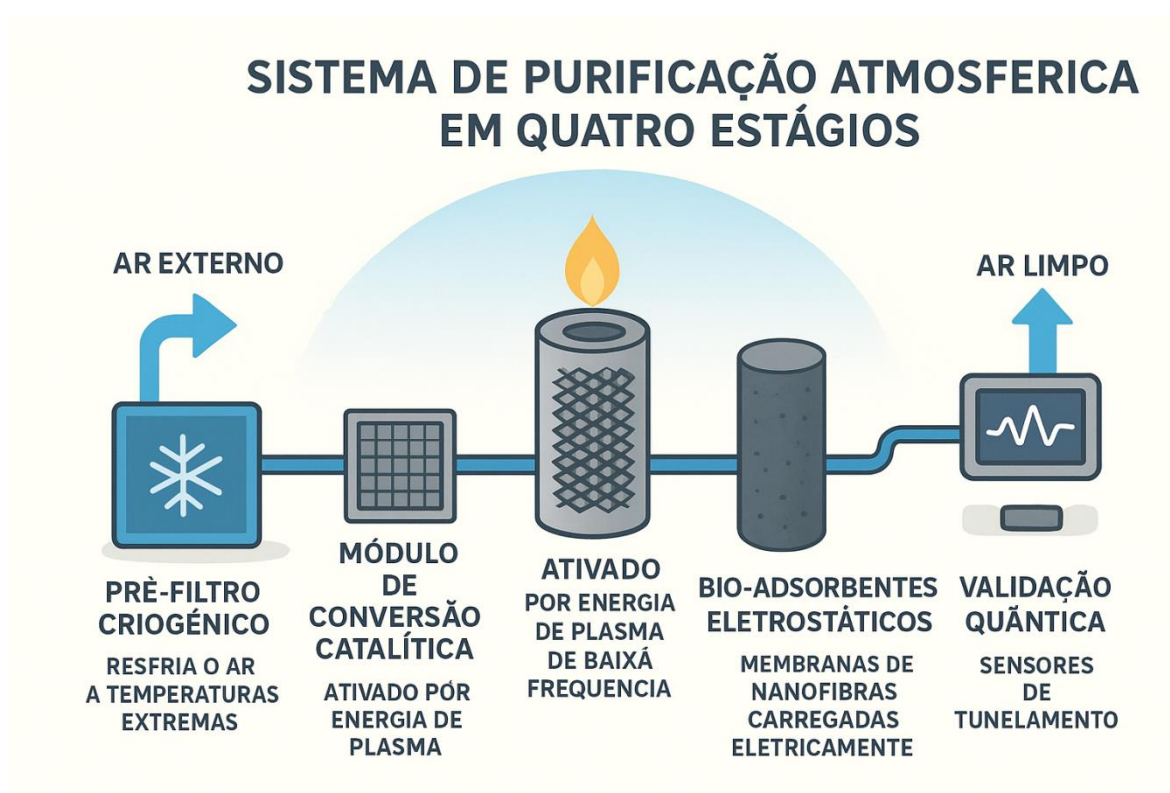 SISTEMA DE PURIFICAÇÃO ATMOSFERICA
EM QUATRO ESTÁGIOS
AR EXTERNO
AR LIMPO
PRÈ-FILTRO
CRIOGÉNICO
RESFRIA O AR
A TEMPERATURAS
EXTREMAS
MÓDULO
DE
CONVERSÃO
CATALÍTICA
ATIVADO PÓR
ENERGIA DE
PLASMA
ATIVADO
POR ENERGIA
DE PLASMA
DE BAIXÁ
FREQUENCIA
BIO-ADSORBENTES
ELETROSTÁTICOS
MEMBRANAS DE
NANOFIBRAS
CARREGADAS
ELETRICAMENTE
VALIDAÇÃO
QUÃNTICA
SENSORES
DE
TUNELAMENTO